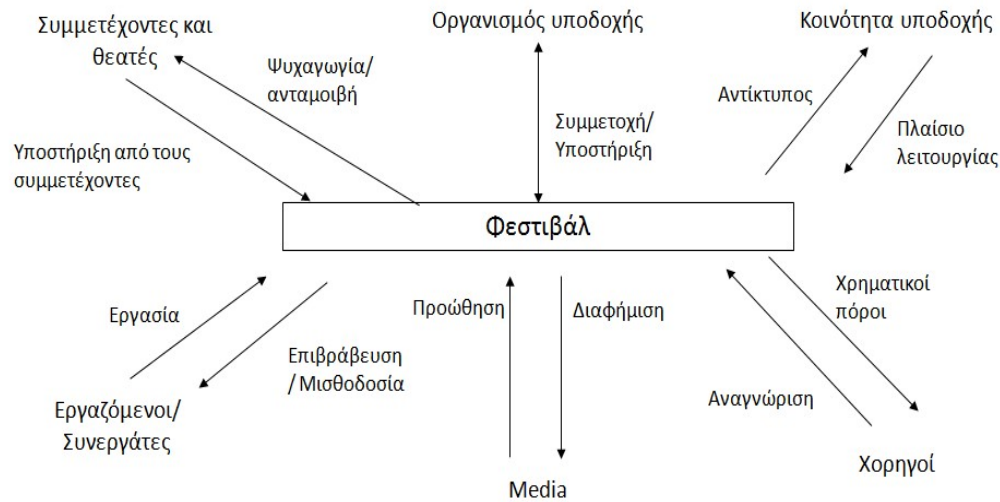 Συμμετέχοντες και
θεατές
Οργανισμός υποδοχής
Κοινότητα υποδοχής
Ψυχαγωγία/
ανταμοιβή
Αντίκτυπος
Συμμετοχή/
Υποστήριξη
Πλαίσιο
λειτουργίας
Υποστήριξη από τους
συμμετέχοντες
Φεστιβάλ
Εργασία
Προώθηση
Διαφήμιση
Χρηματικοί
πόροι
Επιβράβευση
/ Μισθοδοσία
Αναγνώριση
Εργαζόμενοι/
Συνεργάτες
Χορηγοί
Media